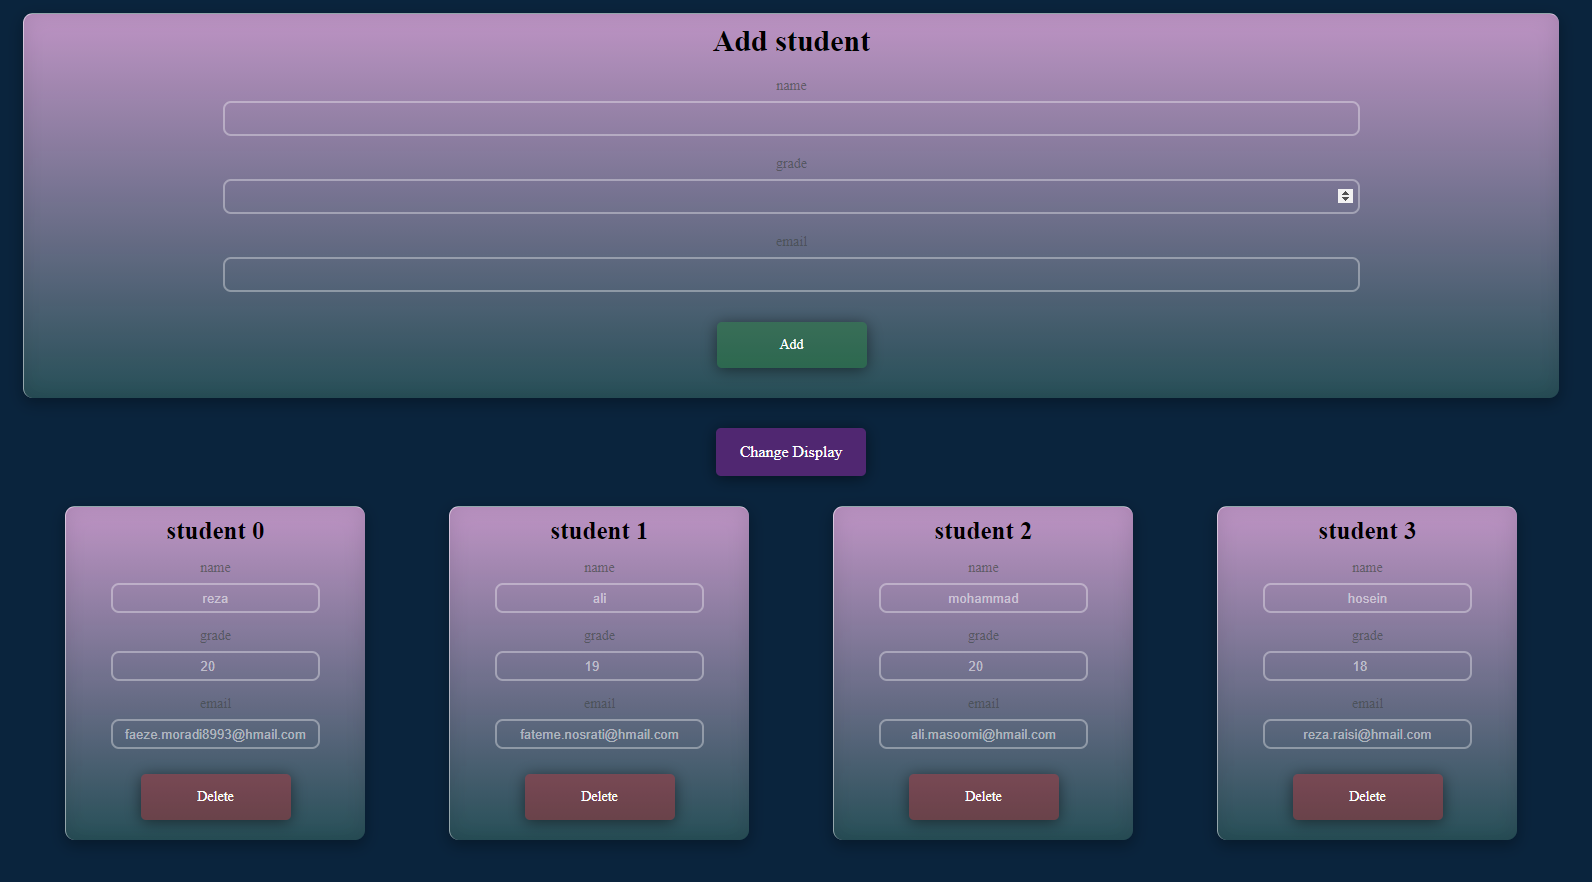 Add student
name
grade
email
Add
Change Display
student 0
name
reza
grade
20
email
faeze.moradi8993@hmail.com
Delete
student 1
name
ali
grade
19
email
fateme.nosrati@hmail.com
Delete
student 2
name
mohammad
grade
20
email
ali.masoomi@hmail.com
Delete
student 3
name
hosein
grade
18
email
reza.raisi@hmail.com
Delete